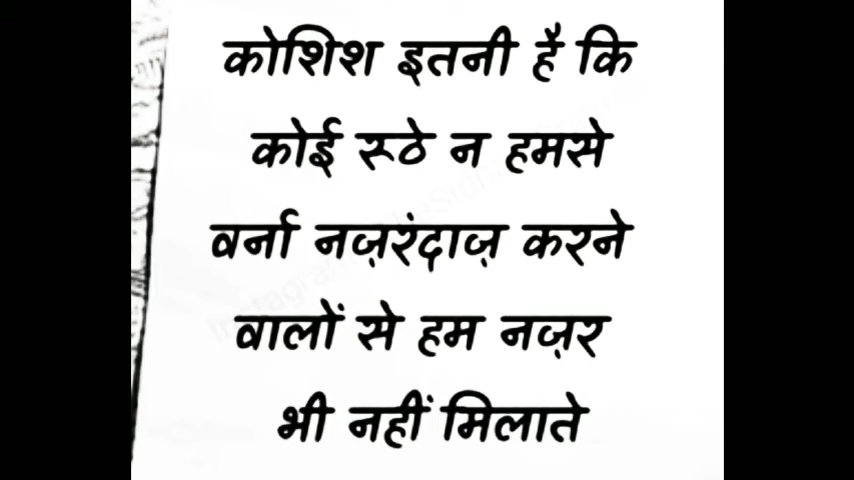 कोशिश इतनी है कि
कोई रूठे न हमसे
वर्ना नज़रंदाज़ करने
वालों से हम नज़र
भी नहीं मिलाते